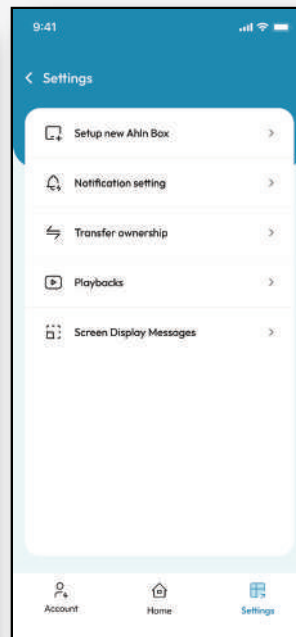 9:41
Settings
Setup new Ahln Box
Notification setting
Transfer ownership
Playbacks
Screen Display Messages
Account
Home
Settings